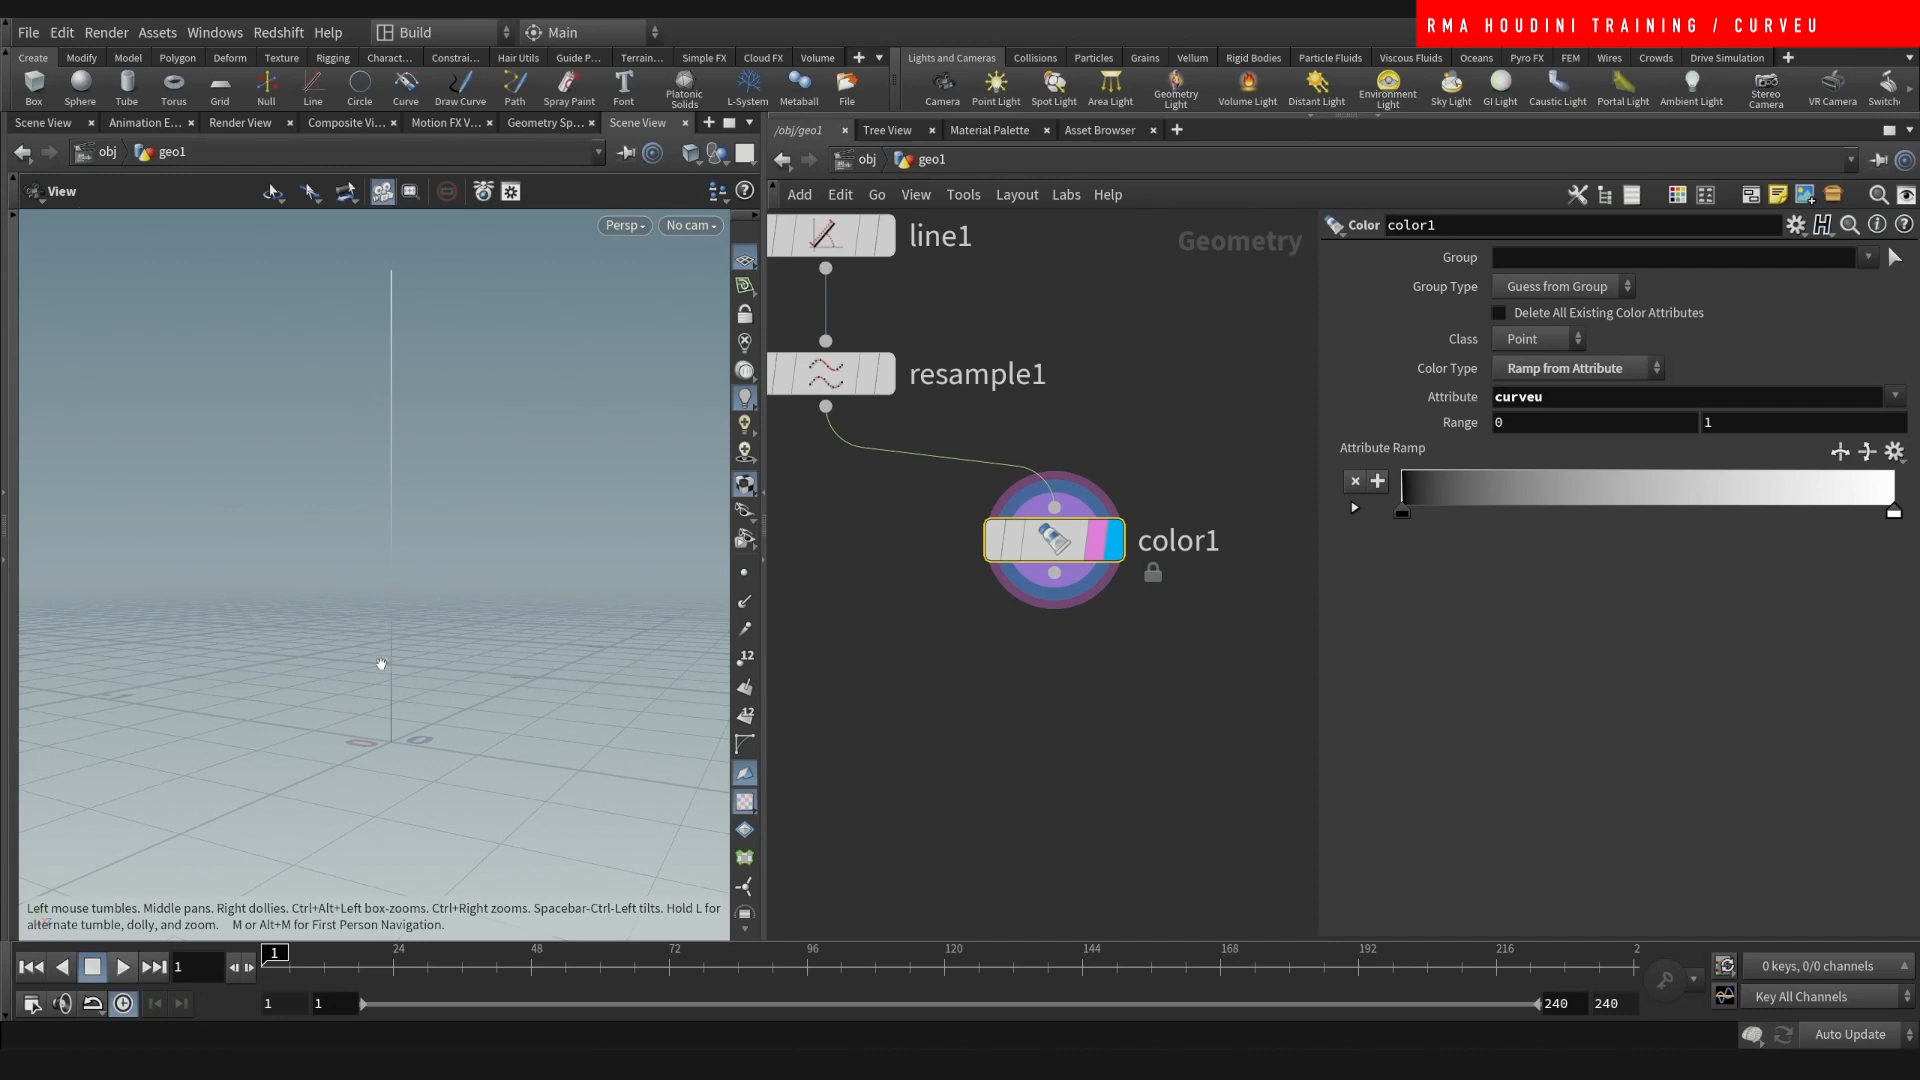 RMA HOUDINI TRAINING / CURVEU
File Edit Render Assets Windows Redshift Help Build Main
Create Modify Model Polygon Deform Texture Rigging Charact... Constrai... Hair Utils Guide P... Terrain... Simple FX Cloud FX Volume
Lights and Cameras Collisions Particles Grains Vellum Rigid Bodies Particle Fluids Viscous Fluids Oceans Pyro FX FEM Wires Crowds Drive Simulation
Box Sphere Tube Torus Grid Null Line Circle Curve Draw Curve Path Spray Paint Font Platonic Solids L-System Metaball File
Camera Point Light Spot Light Area Light Geometry Light Volume Light Distant Light Environment Light Sky Light GI Light Caustic Light Portal Light Ambient Light Stereo Camera VR Camera Switch
Scene View Animation E... Render View Composite Vi... Motion FX V... Geometry Sp... Scene View
/obj/geo1 Tree View Material Palette Asset Browser
obj geo1
obj geo1
View
Add Edit Go View Tools Layout Labs Help
Persp No cam
line1
Geometry
resample1
color1
Color color1
Group
Group Type Guess from Group
Delete All Existing Color Attributes
Class Point
Color Type Ramp from Attribute
Attribute curveu
Range 0 1
Attribute Ramp
12
12
Left mouse tumbles. Middle pans. Right dollies. Ctrl+Alt+Left box-zooms. Ctrl+Right zooms. Spacebar-Ctrl-Left tilts. Hold L for
alternate tumble, dolly, and zoom. M or Alt+M for First Person Navigation.
1 1 24 48 72 96 120 144 168 192 216 2
0 keys, 0/0 channels
1 1 240 240
Key All Channels
Auto Update